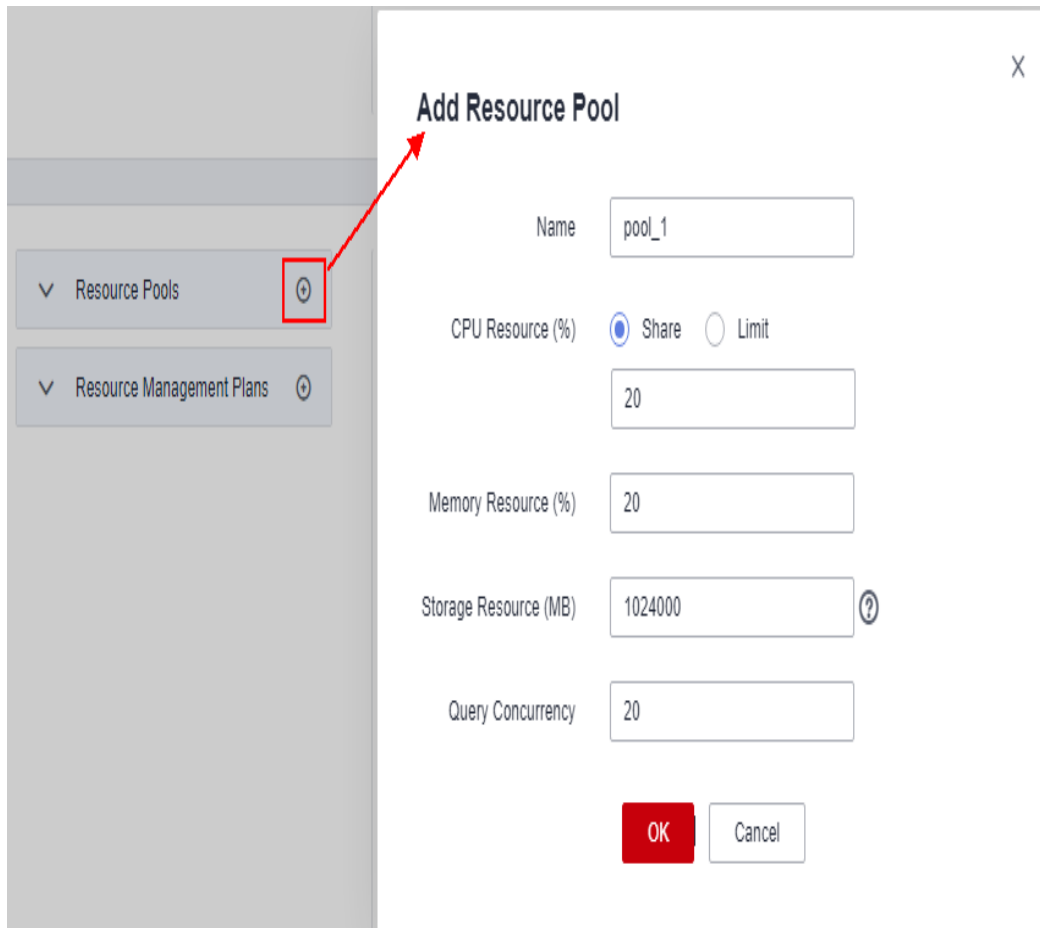 Add Resource Pool
Name pool_1
Resource Pools
CPU Resource (%) Share Limit
20
Resource Management Plans
Memory Resource (%) 20
Storage Resource (MB) 1024000
Query Concurrency 20
OK Cancel